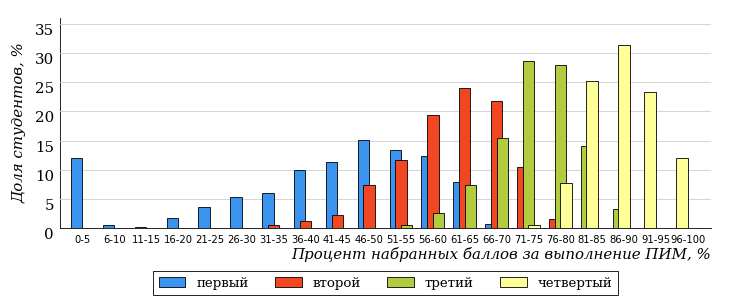 Доля студентов, %
35
30
25
20
15
10
5
0
0-5 6-10 11-15 16-20 21-25 26-30 31-35 36-40 41-45 46-50 51-55 56-60 61-65 66-70 71-75 76-80 81-85 86-90 91-95 96-100
Процент набранных баллов за выполнение ПИМ, %
первый второй третий четвертый